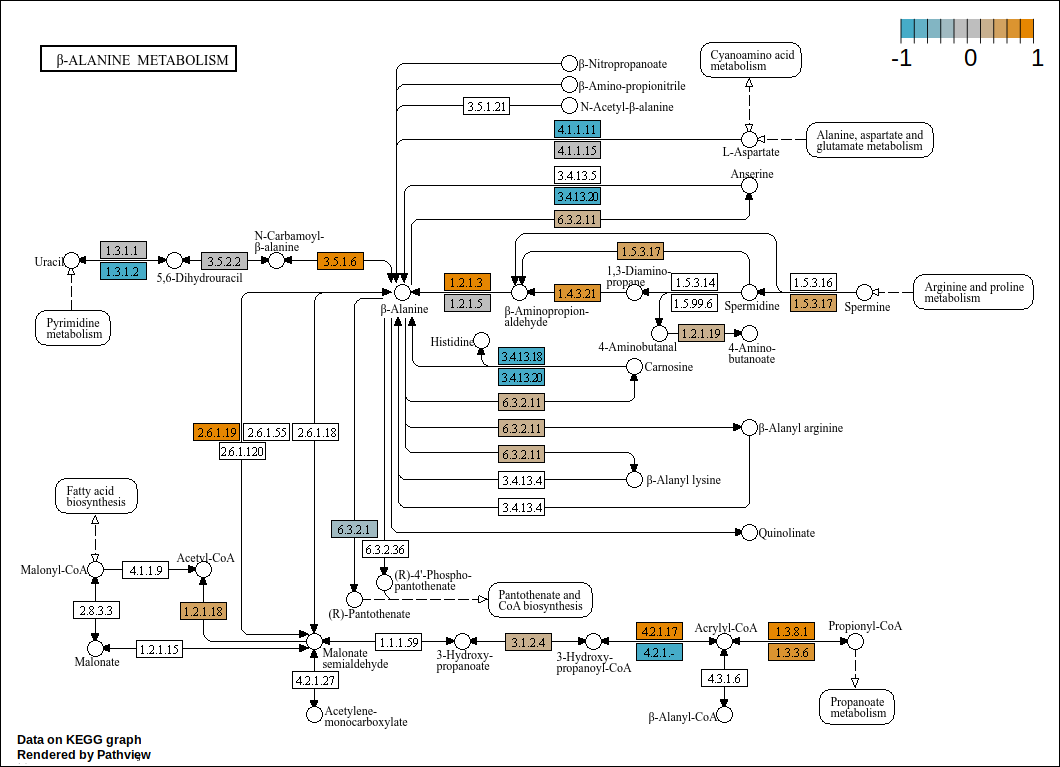 β-ALANINE METABOLISM
-1 0 1
β-Nitropropanoate
β-Amino-propionitrile
3.5.1.21
N-Acetyl-β-alanine
Cyanoamino acid
metabolism
4.1.1.11
4.1.1.15
L-Aspartate
Alanine, aspartate and
glutamate metabolism
3.4.13.5
3.4.13.20
Anserine
6.3.2.11
Uracil
1.3.1.1
1.3.1.2
5,6-Dihydrouracil
3.5.2.2
N-Carbamoyl-
β-alanine
3.5.1.6
1.5.3.17
Pyrimidine
metabolism
β-Alanine
1.2.1.3
1.2.1.5
β-Aminopropion-
aldehyde
1.4.3.21
1,3-Diamino-
propane
1.5.3.14
1.5.99.6
Spermidine
1.5.3.16
1.5.3.17
Spermine
Arginine and proline
metabolism
4-Aminobutanal
1.2.1.19
4-Amino-
butanoate
Histidine
3.4.13.18
3.4.13.20
Carnosine
6.3.2.11
6.3.2.11
β-Alanyl arginine
6.3.2.11
3.4.13.4
β-Alanyl lysine
3.4.13.4
2.6.1.19
2.6.1.55
2.6.1.18
2.6.1.120
Quinolinate
6.3.2.1
6.3.2.36
(R)-4'-Phospho-
pantothenate
(R)-Pantothenate
Pantothenate and
CoA biosynthesis
Fatty acid
biosynthesis
Malonyl-CoA
4.1.1.9
Acetyl-CoA
2.8.3.3
1.2.1.18
Malonate
1.2.1.15
Malonate
semialdehyde
1.1.1.59
3-Hydroxy-
propanoate
3.1.2.4
3-Hydroxy-
propanoyl-CoA
4.2.1.17
4.2.1.-
Acrylyl-CoA
1.3.8.1
1.3.3.6
Propionyl-CoA
4.2.1.27
Acetylene-
monocarboxylate
4.3.1.6
β-Alanyl-CoA
Propanoate
metabolism
Data on KEGG graph
Rendered by Pathview